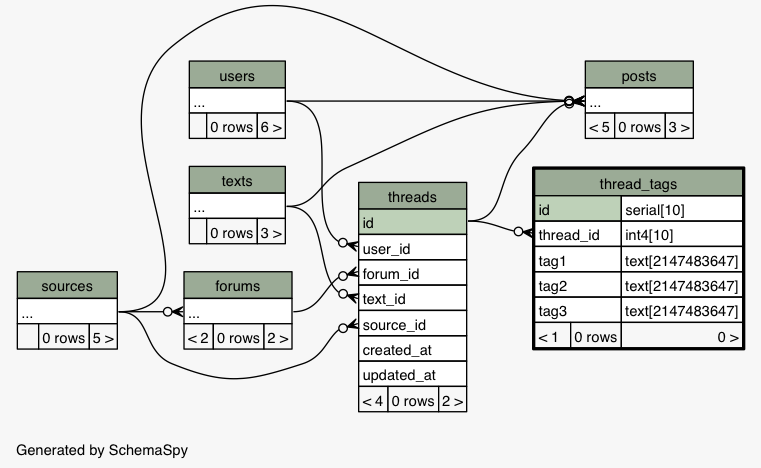 users
...
0 rows 6 >
posts
...
< 5 0 rows 3 >
texts
...
0 rows 3 >
threads
id
user_id
forum_id
text_id
source_id
created_at
updated_at
< 4 0 rows 2 >
thread_tags
id serial[10]
thread_id int4[10]
tag1 text[2147483647]
tag2 text[2147483647]
tag3 text[2147483647]
< 1 0 rows 0 >
sources
...
0 rows 5 >
forums
...
< 2 0 rows 2 >
Generated by SchemaSpy